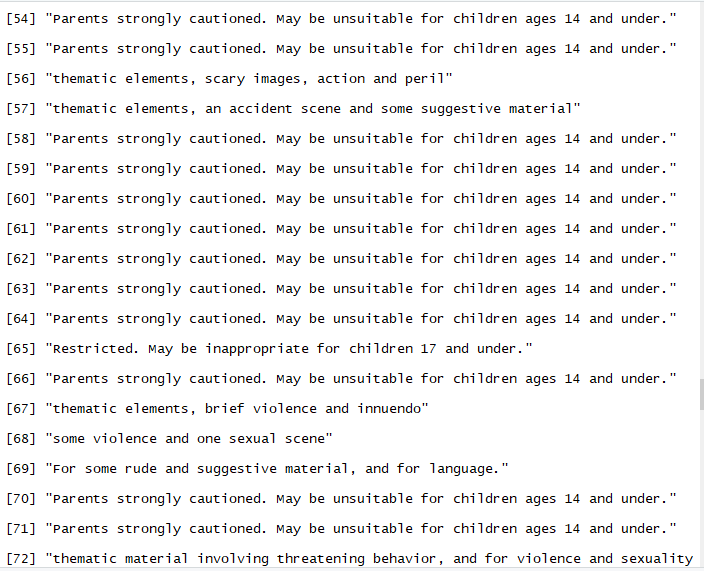 [54] "Parents strongly cautioned. May be unsuitable for children ages 14 and under."
[55] "Parents strongly cautioned. May be unsuitable for children ages 14 and under."
[56] "thematic elements, scary images, action and peril"
[57] "thematic elements, an accident scene and some suggestive material"
[58] "Parents strongly cautioned. May be unsuitable for children ages 14 and under."
[59] "Parents strongly cautioned. May be unsuitable for children ages 14 and under."
[60] "Parents strongly cautioned. May be unsuitable for children ages 14 and under."
[61] "Parents strongly cautioned. May be unsuitable for children ages 14 and under."
[62] "Parents strongly cautioned. May be unsuitable for children ages 14 and under."
[63] "Parents strongly cautioned. May be unsuitable for children ages 14 and under."
[64] "Parents strongly cautioned. May be unsuitable for children ages 14 and under."
[65] "Restricted. May be inappropriate for children 17 and under."
[66] "Parents strongly cautioned. May be unsuitable for children ages 14 and under."
[67] "thematic elements, brief violence and innuendo"
[68] "some violence and one sexual scene"
[69] "For some rude and suggestive material, and for language."
[70] "Parents strongly cautioned. May be unsuitable for children ages 14 and under."
[71] "Parents strongly cautioned. May be unsuitable for children ages 14 and under."
[72] "thematic material involving threatening behavior, and for violence and sexuality